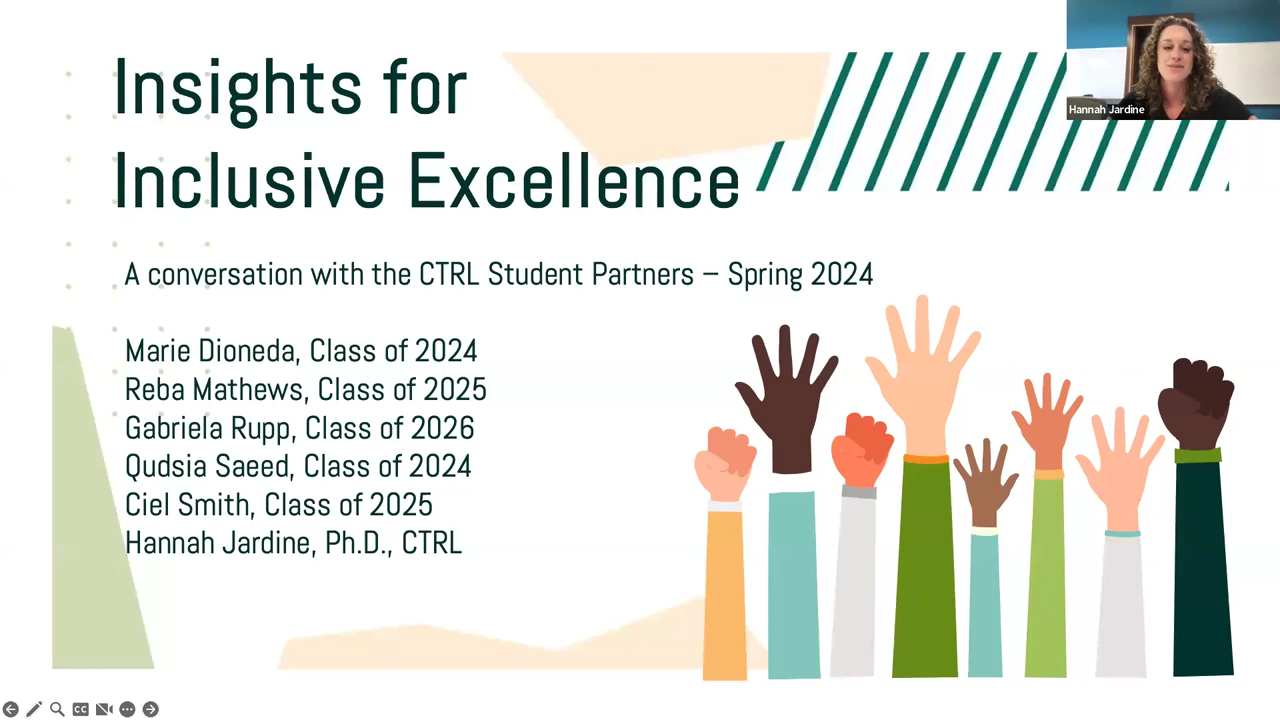 Insights for
Inclusive Excellence
Hannah Jardine
A conversation with the CTRL Student Partners – Spring 2024
Marie Dioneda, Class of 2024
Reba Mathews, Class of 2025
Gabriela Rupp, Class of 2026
Qudsia Saeed, Class of 2024
Ciel Smith, Class of 2025
Hannah Jardine, Ph.D., CTRL
CC